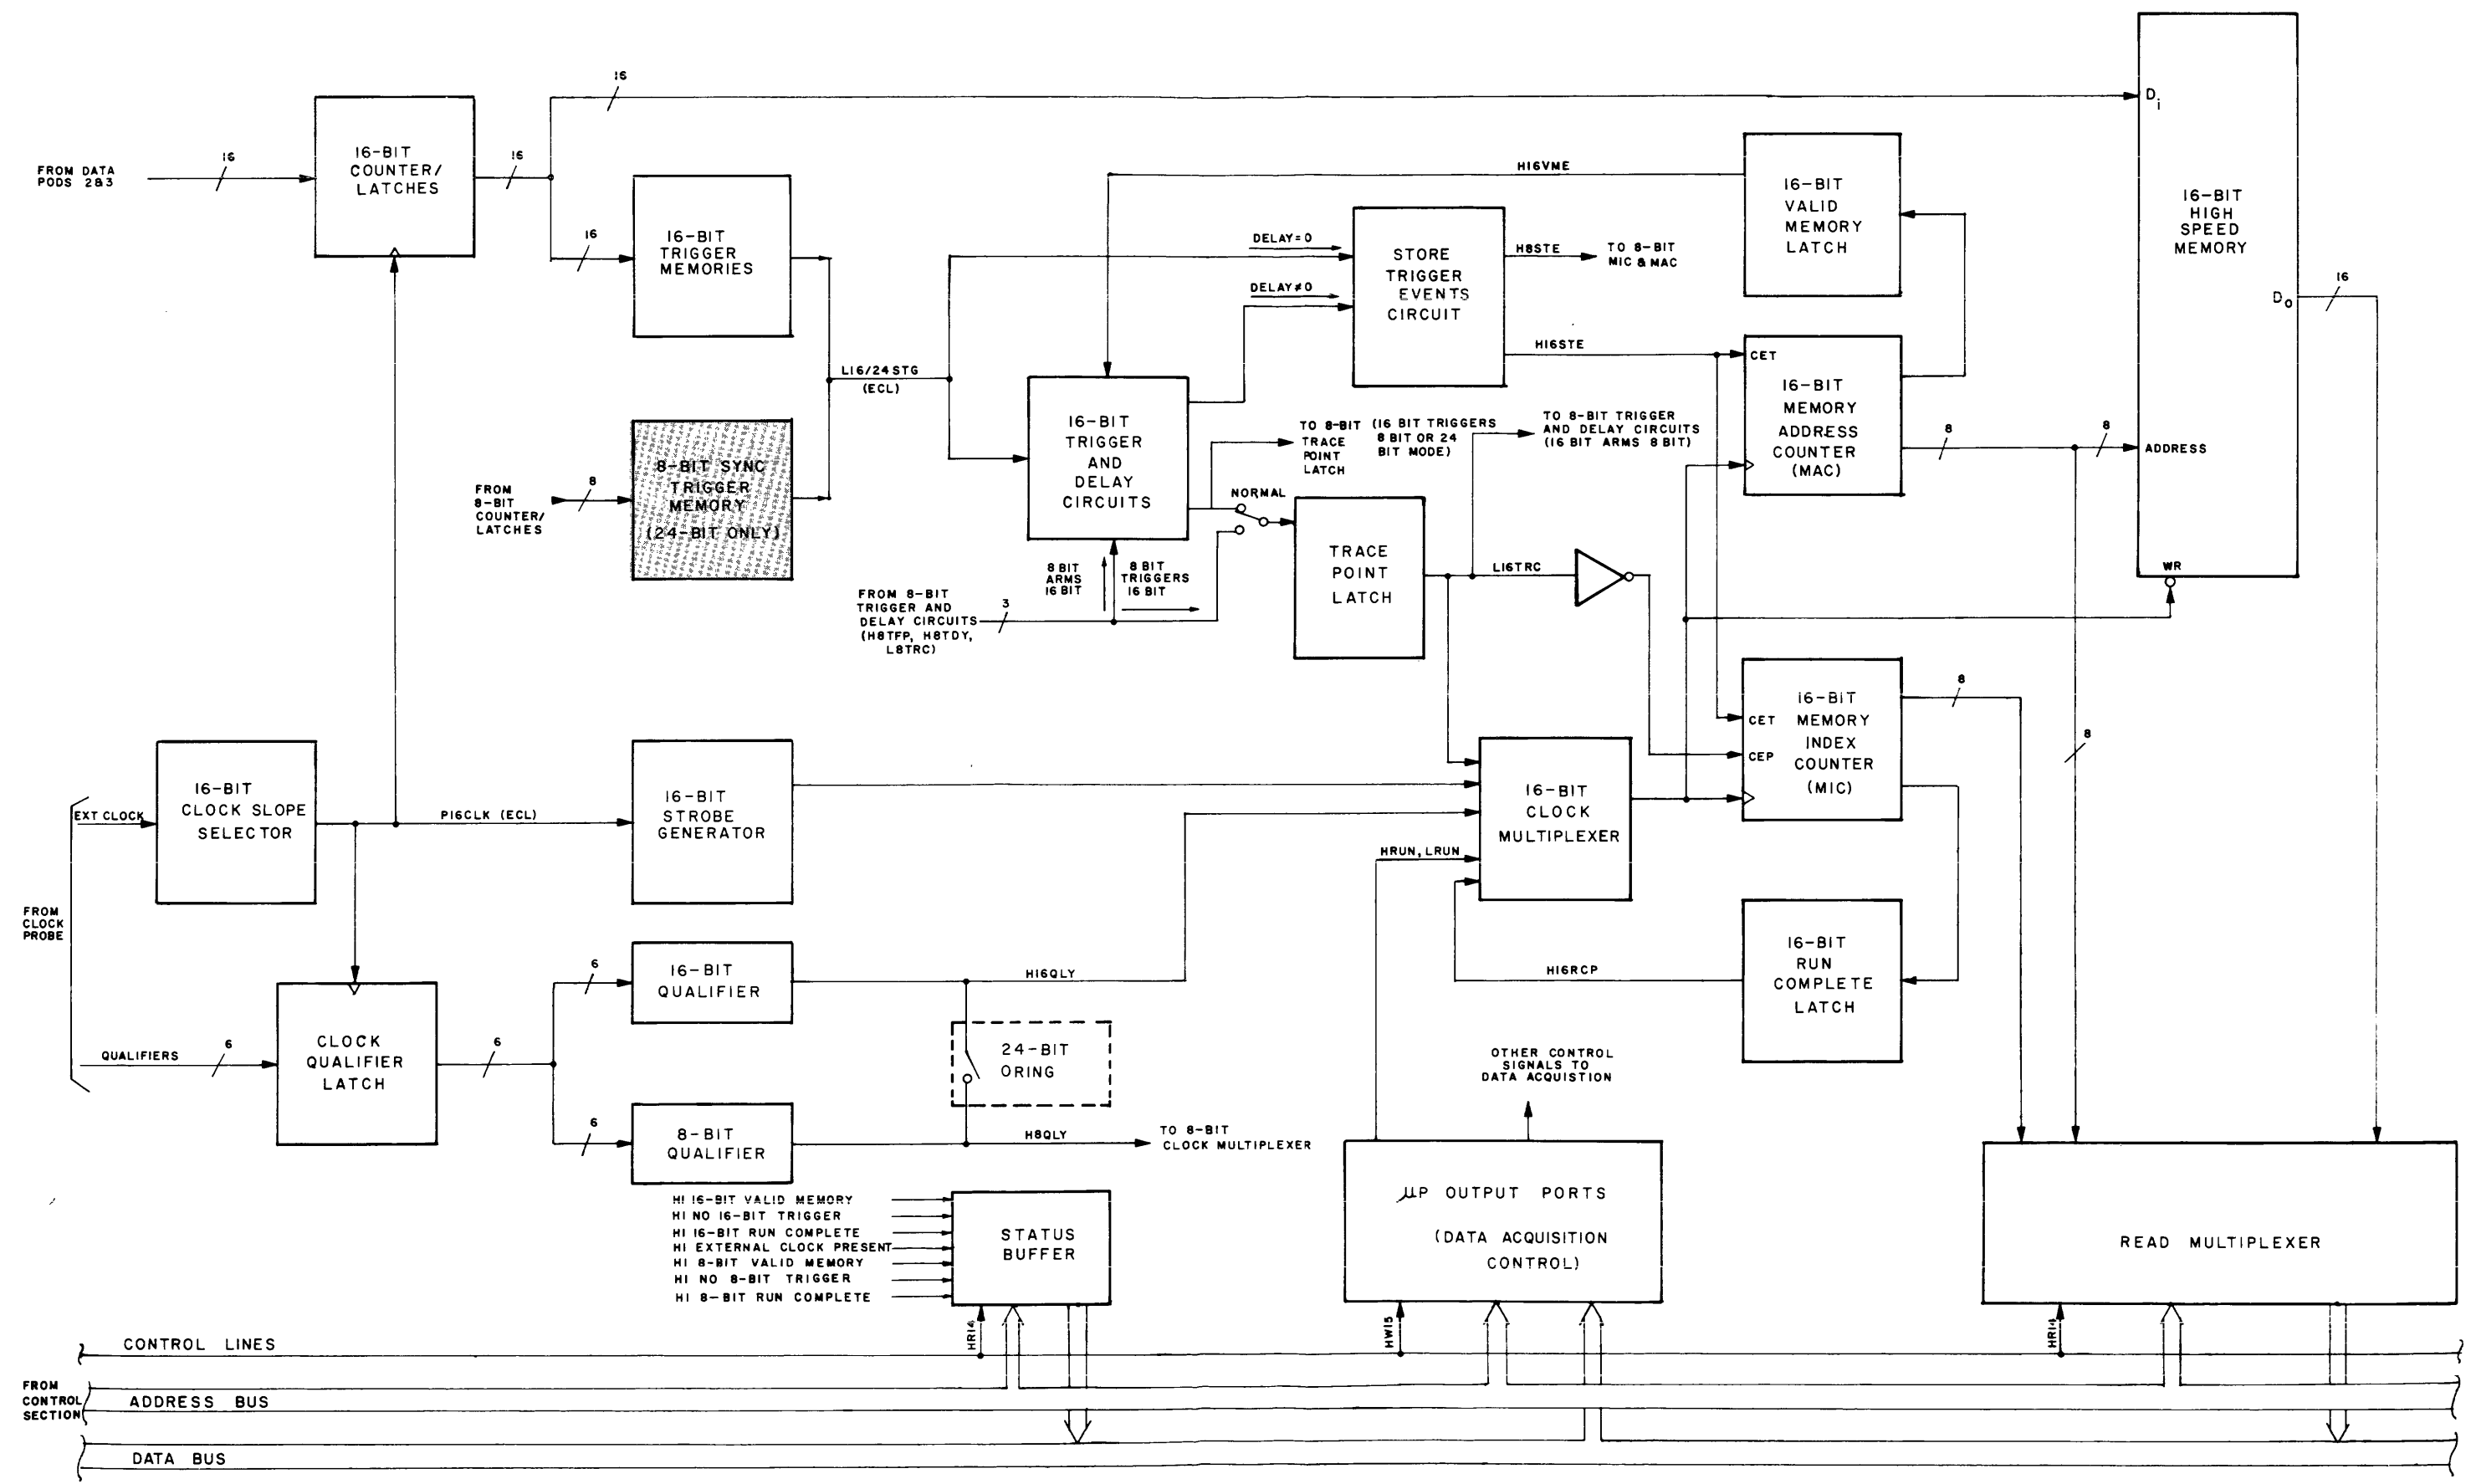 16
D
i
16-BIT
COUNTER/
LATCHES
FROM DATA
PODS 2&3
16
16
16-BIT
TRIGGER
MEMORIES
16
H16VME
16-BIT
VALID
MEMORY
LATCH
16-BIT
HIGH
SPEED
MEMORY
DELAY=0
DELAY≠0
STORE
TRIGGER
EVENTS
CIRCUIT
H8STE
TO 8-BIT
MIC & MAC
H16STE
D
o
16
L16/24STG
(ECL)
CET
16-BIT
MEMORY
ADDRESS
COUNTER
(MAC)
8
8
ADDRESS
WR
8-BIT SYNC
TRIGGER
MEMORY
(24-BIT ONLY)
FROM
8-BIT
COUNTER/
LATCHES
8
16-BIT
TRIGGER
AND
DELAY
CIRCUITS
TO 8-BIT (16 BIT TRIGGERS
TRACE 8 BIT OR 24
POINT BIT MODE)
LATCH
TO 8-BIT TRIGGER
AND DELAY CIRCUITS
(16 BIT ARMS 8 BIT)
NORMAL
TRACE
POINT
LATCH
L16TRC
8 BIT
ARMS
16 BIT
8 BIT
TRIGGERS
16 BIT
FROM 8-BIT
TRIGGER AND
DELAY CIRCUITS
(H8TFP, H8TDY,
L8TRC)
3
CET
CEP
16-BIT
MEMORY
INDEX
COUNTER
(MIC)
8
8
16-BIT
CLOCK SLOPE
SELECTOR
EXT CLOCK
P16CLK (ECL)
16-BIT
STROBE
GENERATOR
16-BIT
CLOCK
MULTIPLEXER
HRUN, LRUN
FROM
CLOCK
PROBE
16-BIT
RUN
COMPLETE
LATCH
H16RCP
CLOCK
QUALIFIER
LATCH
QUALIFIERS
6
6
6
16-BIT
QUALIFIER
H16QLY
24-BIT
ORING
6
8-BIT
QUALIFIER
H8QLY
TO 8-BIT
CLOCK MULTIPLEXER
OTHER CONTROL
SIGNALS TO
DATA ACQUISTION
HI 16-BIT VALID MEMORY
HI NO 16-BIT TRIGGER
HI 16-BIT RUN COMPLETE
HI EXTERNAL CLOCK PRESENT
HI 8-BIT VALID MEMORY
HI NO 8-BIT TRIGGER
HI 8-BIT RUN COMPLETE
STATUS
BUFFER
µP OUTPUT PORTS
(DATA ACQUISITION
CONTROL)
READ MULTIPLEXER
HR14
HW15
HR14
CONTROL LINES
FROM
CONTROL
SECTION
ADDRESS BUS
DATA BUS